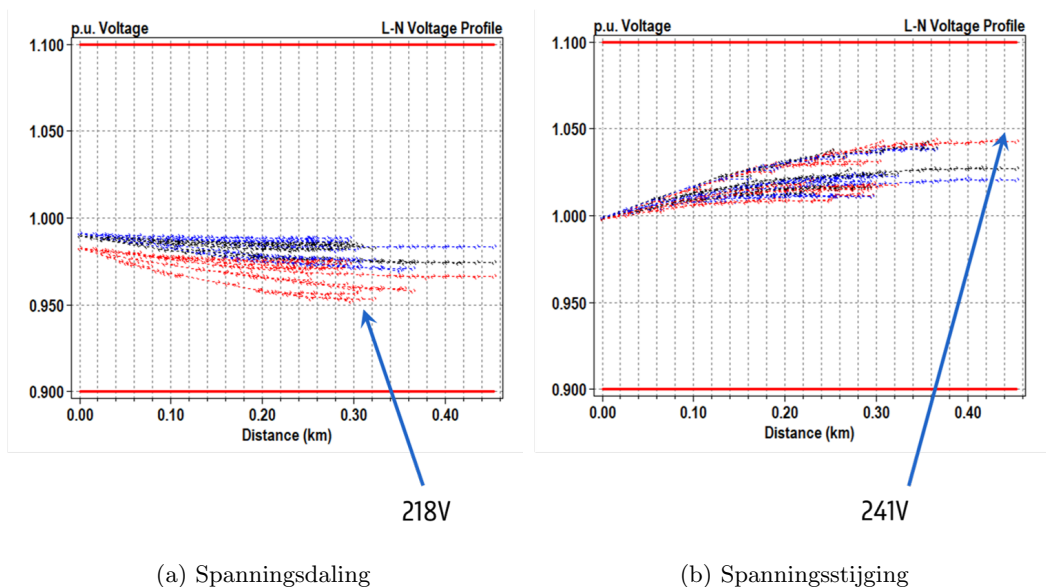 p.u. Voltage L-N Voltage Profile
1.100
1.050
1.000
0.950
0.900
0.00 0.10 0.20 0.30 0.40
Distance (km)
218V
(a) Spanningsdaling
p.u. Voltage L-N Voltage Profile
1.100
1.050
1.000
0.950
0.900
0.00 0.10 0.20 0.30 0.40
Distance (km)
241V
(b) Spanningsstijging